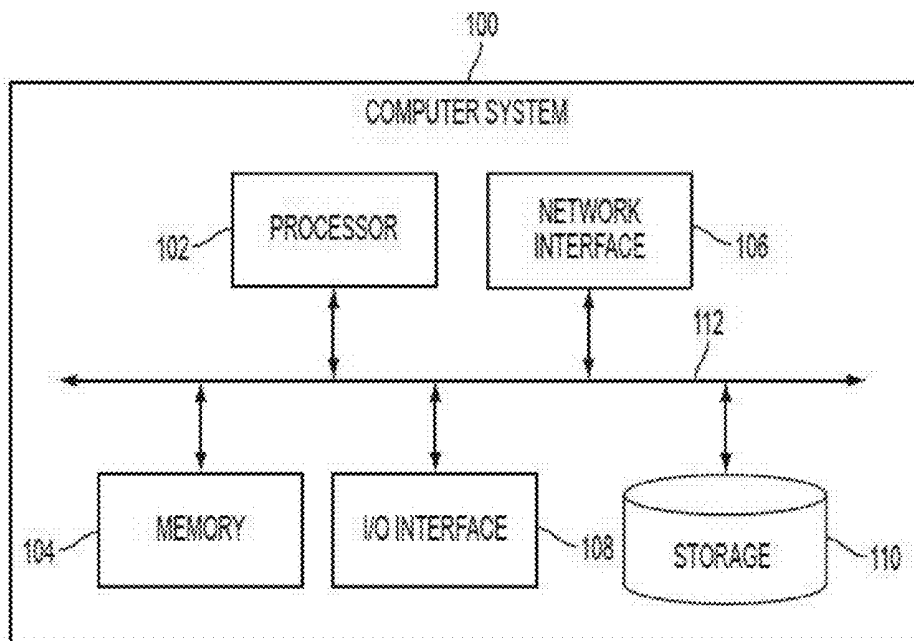 100
COMPUTER SYSTEM
PROCESSOR
102
NETWORK
INTERFACE
106
112
MEMORY
104
I/O INTERFACE
108
STORAGE
110